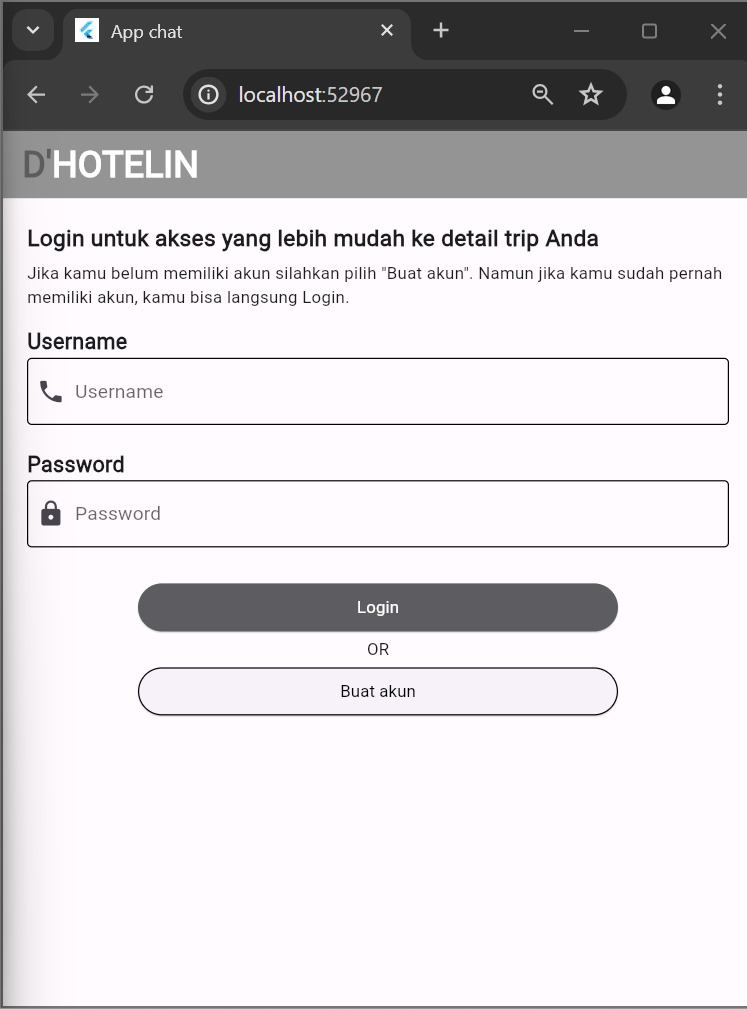 App chat
localhost:52967
D'HOTELIN
Login untuk akses yang lebih mudah ke detail trip Anda
Jika kamu belum memiliki akun silahkan pilih "Buat akun". Namun jika kamu sudah pernah
memiliki akun, kamu bisa langsung Login.
Username
Username
Password
Password
Login
OR
Buat akun